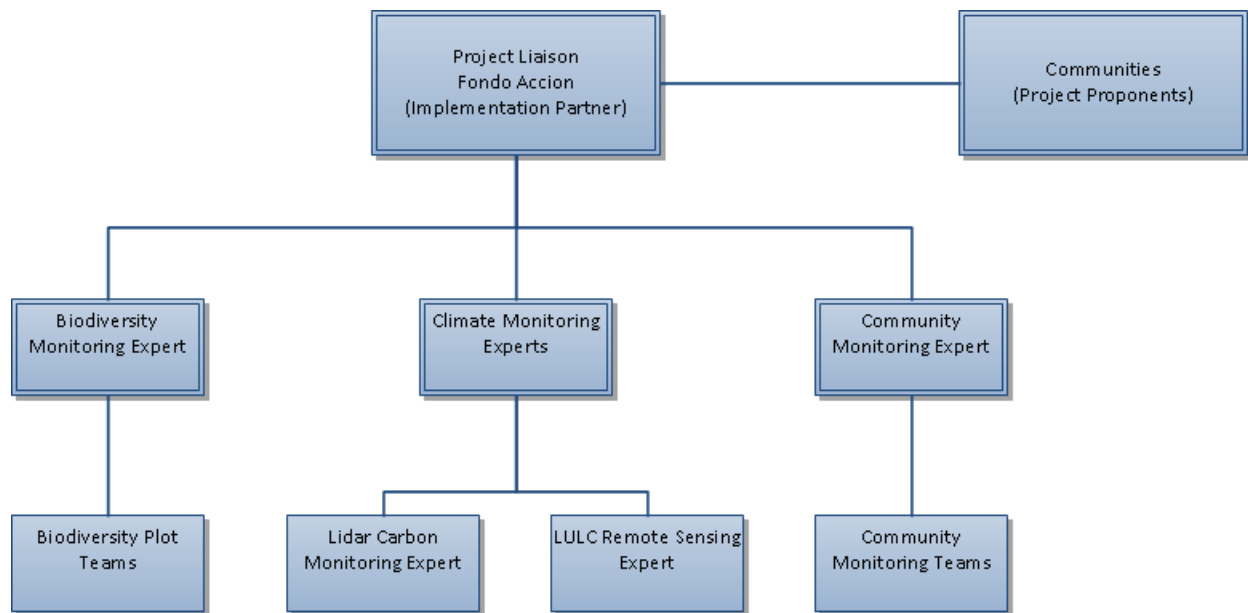 Project Liaison
Fondo Accion
(Implementation Partner)
Communities
(Project Proponents)
Biodiversity
Monitoring Expert
Climate Monitoring
Experts
Community
Monitoring Expert
Biodiversity Plot
Teams
Lidar Carbon
Monitoring Expert
LULC Remote Sensing
Expert
Community
Monitoring Teams